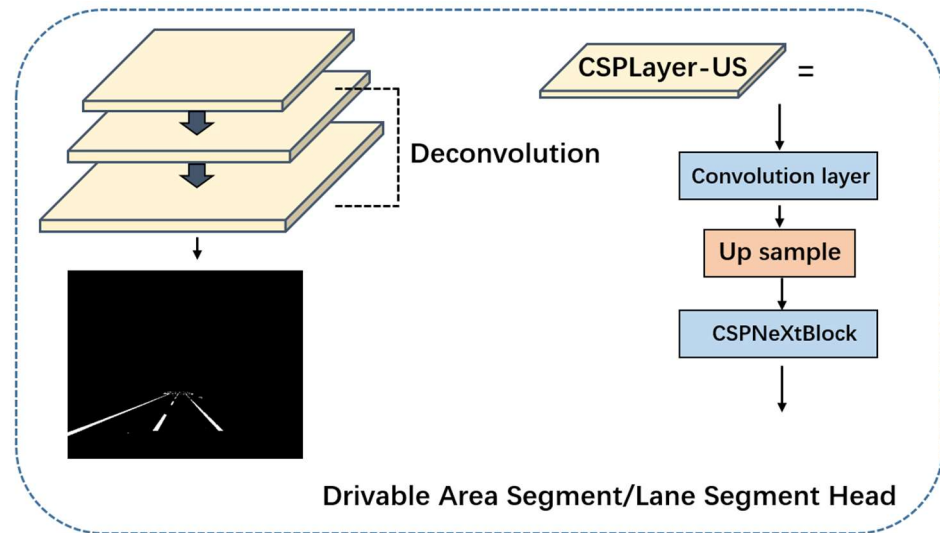 CSPLayer-US =
Deconvolution
Convolution layer
Up sample
CSPNeXtBlock
Drivable Area Segment/Lane Segment Head